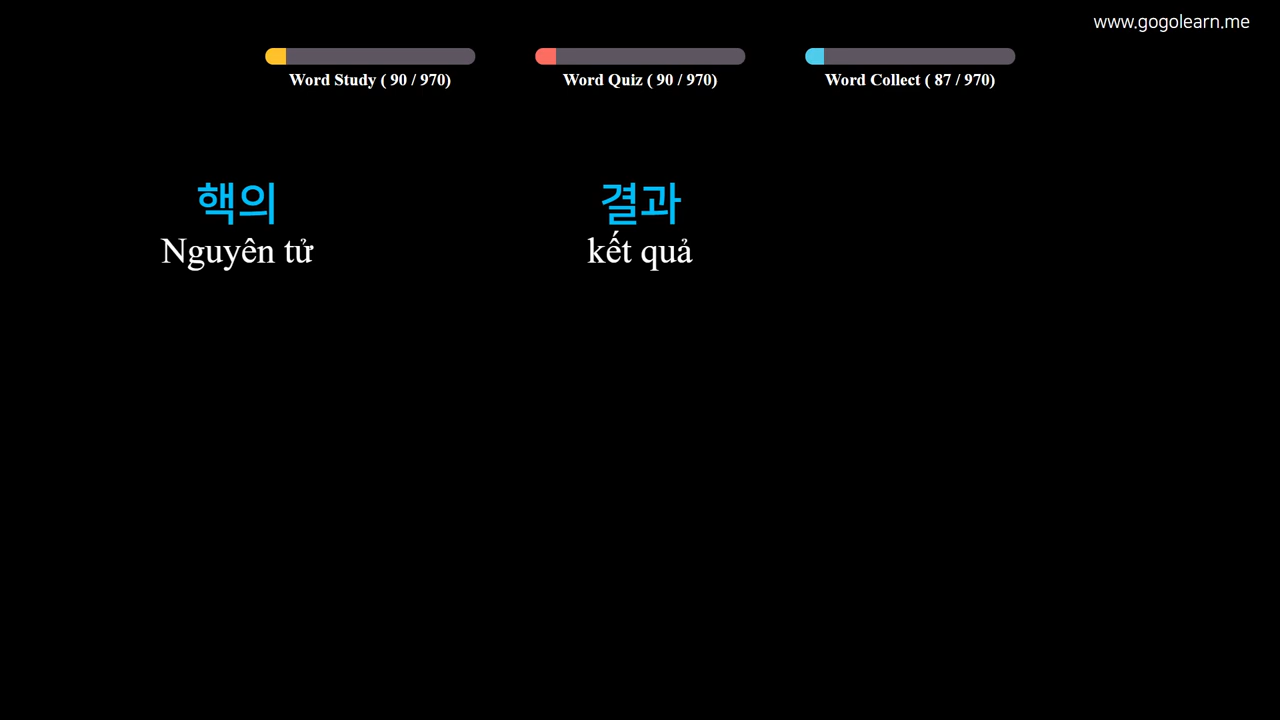 www.gogolearn.me
Word Study ( 90 / 970)
Word Quiz ( 90 / 970)
Word Collect ( 87 / 970)
핵의
Nguyên tử
결과
kết quả